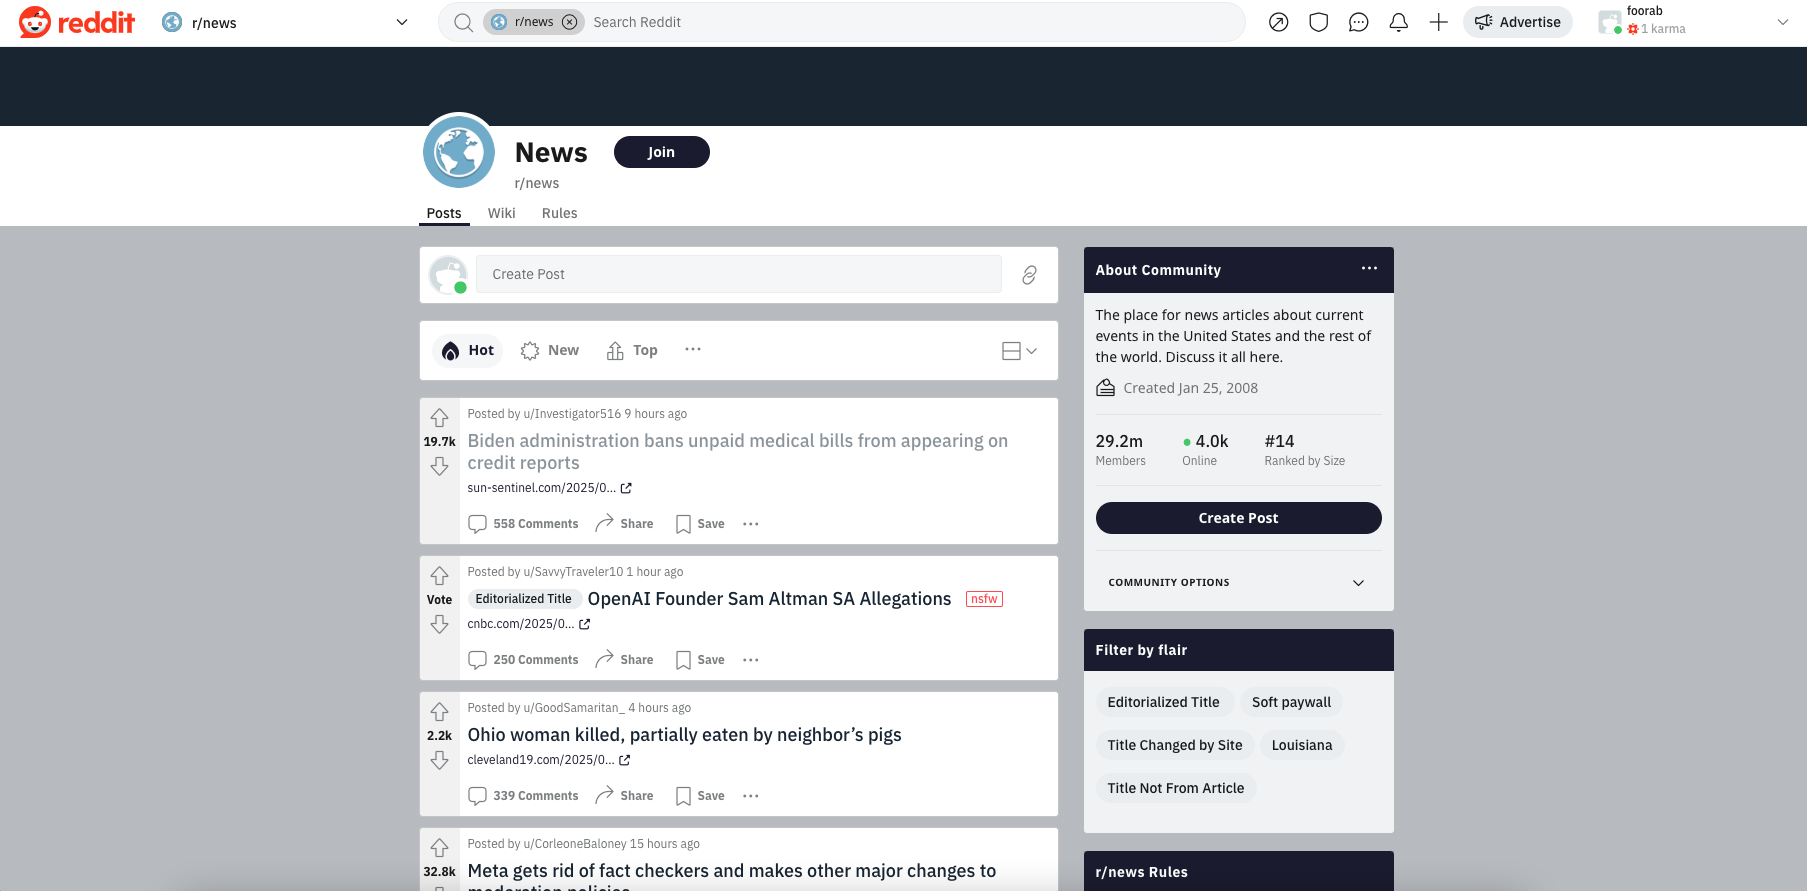 reddit
r/news
r/news
Search Reddit
Advertise
foorab
1 karma
News
Join
r/news
Posts
Wiki
Rules
Create Post
Hot
New
Top
Posted by u/Investigator516 9 hours ago
19.7k
Biden administration bans unpaid medical bills from appearing on
credit reports
sun-sentinel.com/2025/0...
558 Comments
Share
Save
Posted by u/SavvyTraveler10 1 hour ago
Vote
Editorialized Title
OpenAI Founder Sam Altman SA Allegations
nsfw
cnbc.com/2025/0...
250 Comments
Share
Save
Posted by u/GoodSamaritan_ 4 hours ago
2.2k
Ohio woman killed, partially eaten by neighbor’s pigs
cleveland19.com/2025/0...
339 Comments
Share
Save
Posted by u/CorleoneBaloney 15 hours ago
32.8k
Meta gets rid of fact checkers and makes other major changes to
moderation policies
About Community
The place for news articles about current
events in the United States and the rest of
the world. Discuss it all here.
Created Jan 25, 2008
29.2m
Members
4.0k
Online
#14
Ranked by Size
Create Post
COMMUNITY OPTIONS
Filter by flair
Editorialized Title
Soft paywall
Title Changed by Site
Louisiana
Title Not From Article
r/news Rules